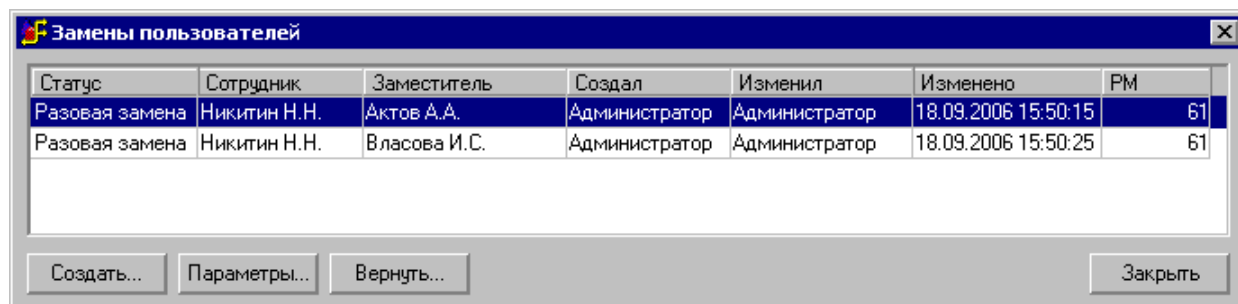 Замены пользователей
Статус Сотрудник Заместитель Создал Изменил Изменено РМ
Разовая замена Никитин Н.Н. Актов А.А. Администратор Администратор 18.09.2006 15:50:15 61
Разовая замена Никитин Н.Н. Власова И.С. Администратор Администратор 18.09.2006 15:50:25 61
Создать... Параметры... Вернуть... Закрыть